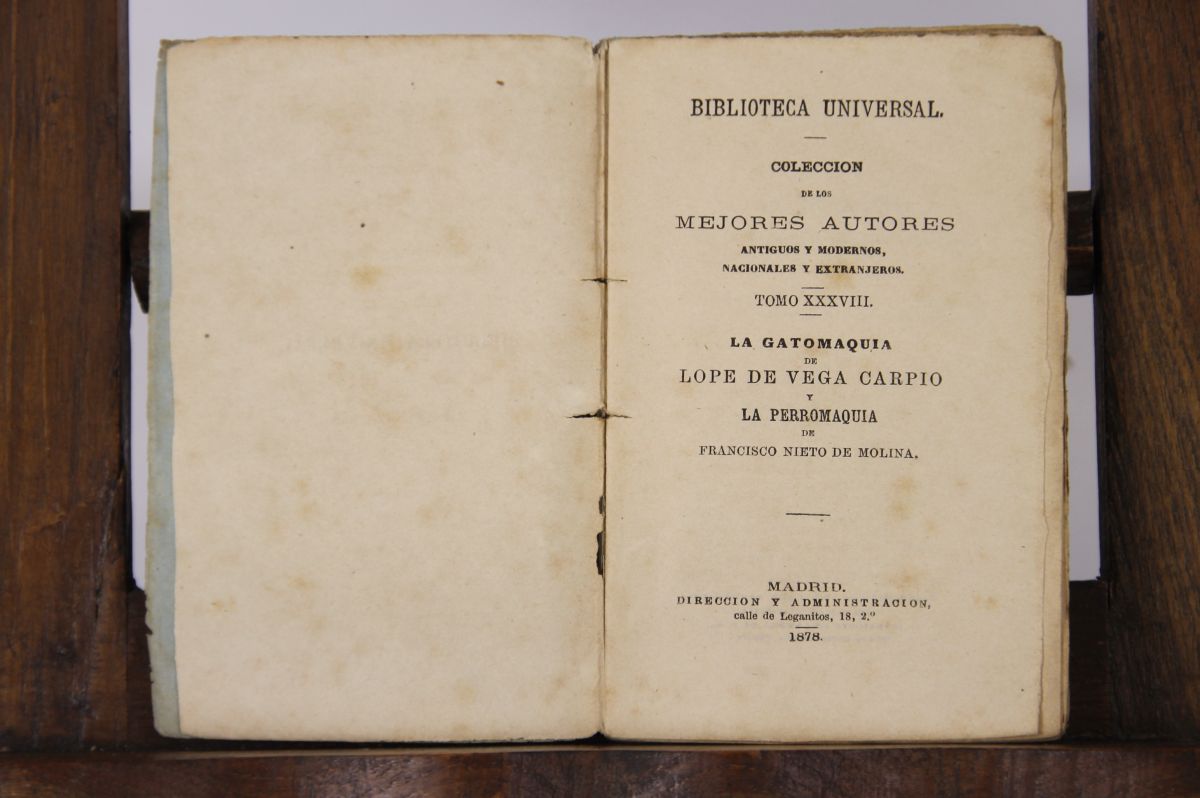 BIBLIOTECA UNIVERSAL.
COLECCION
DE LOS
MEJORES AUTORES
ANTIGUOS Y MODERNOS,
NACIONALES Y EXTRANJEROS.
TOMO XXXVIII.
LA GATOMAQUIA
DE
LOPE DE VEGA CARPIO
Y
LA PERROMAQUIA
DE
FRANCISCO NIETO DE MOLINA.
MADRID.
DIRECCION Y ADMINISTRACION,
calle de Leganitos, 18, 2.º
1878.